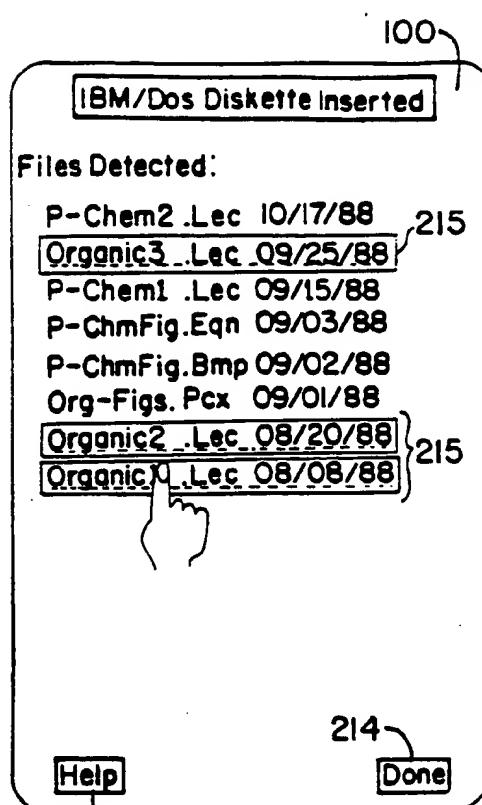 100
IBM/Dos Diskette Inserted
Files Detected:
P-Chem2 .Lec 10/17/88
215
Organic3 .Lec 09/25/88
P-Chem1 .Lec 09/15/88
P-ChmFig.Eqn 09/03/88
P-ChmFig.Bmp 09/02/88
Org-Figs. Pcx 09/01/88
Organic2 .Lec 08/20/88
215
Organic1 .Lec 08/08/88
214
Help Done